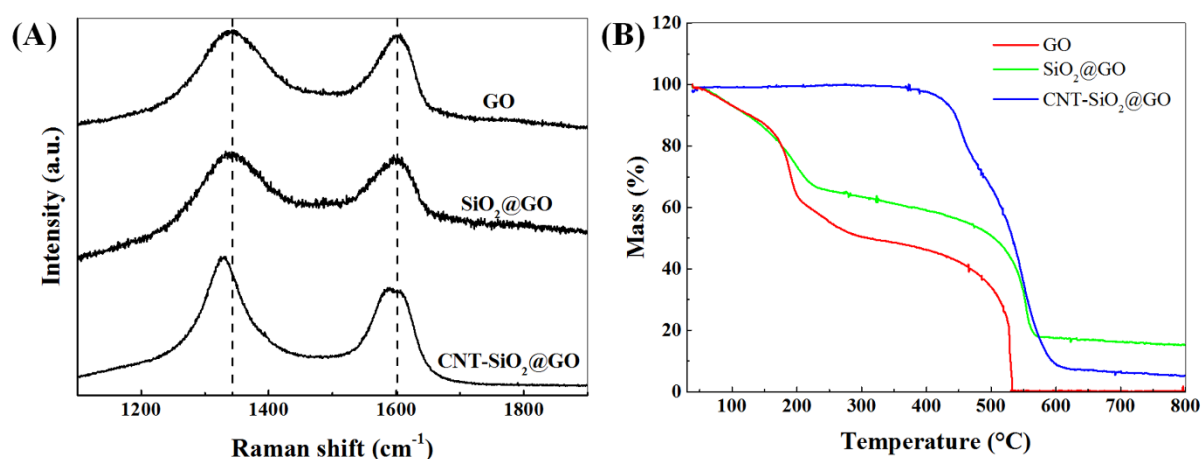 (A)
Intensity (a.u.)
GO
SiO2@GO
CNT-SiO2@GO
1200 1400 1600 1800
Raman shift (cm-1)
(B)
GO
SiO2@GO
CNT-SiO2@GO
Mass (%)
120
100
80
60
40
20
0
100 200 300 400 500 600 700 800
Temperature (°C)